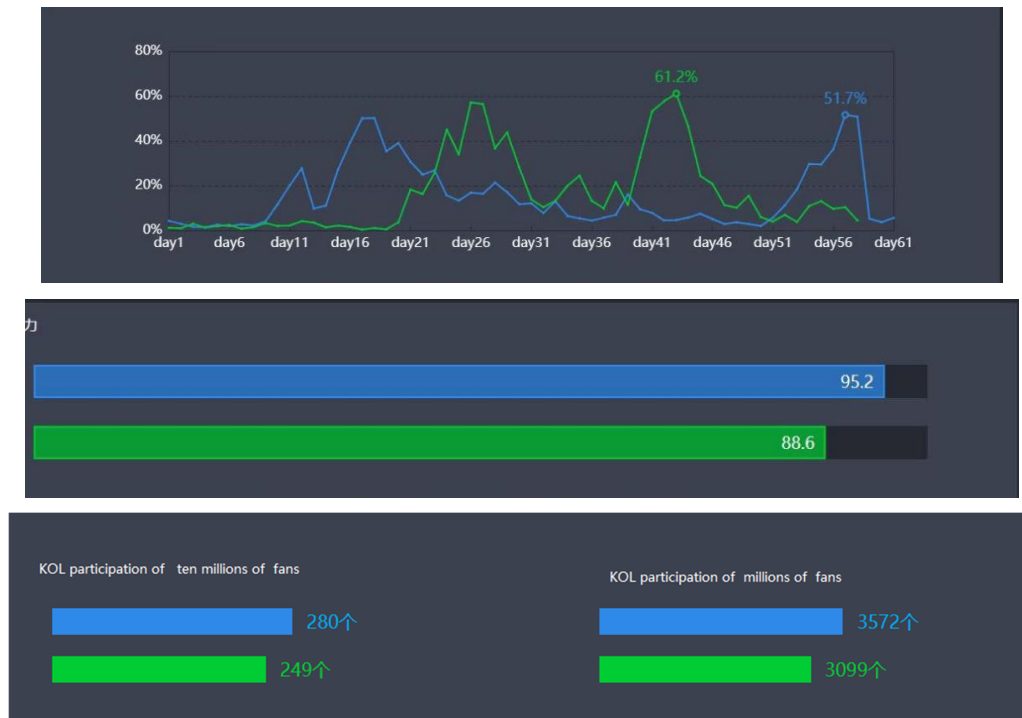 80%
61.2%
60%
51.7%
40%
20%
0%
day1 day6 day11 day16 day21 day26 day31 day36 day41 day46 day51 day56 day61
力
95.2
88.6
KOL participation of ten millions of fans
280个
249个
KOL participation of millions of fans
3572个
3099个